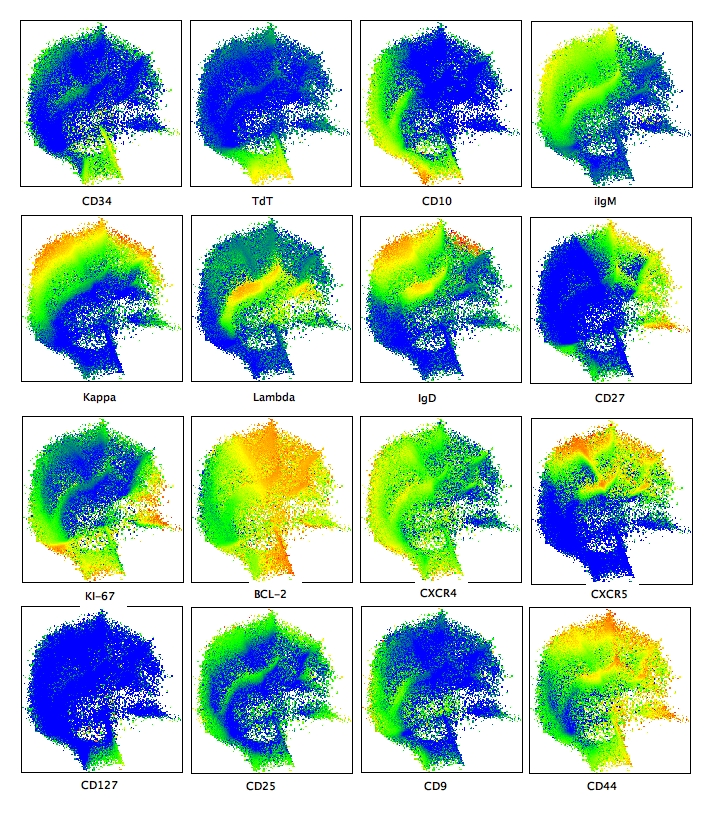 CD34 TdT CD10 iIgM
Kappa Lambda IgD CD27
KI-67 BCL-2 CXCR4 CXCR5
CD127 CD25 CD9 CD44